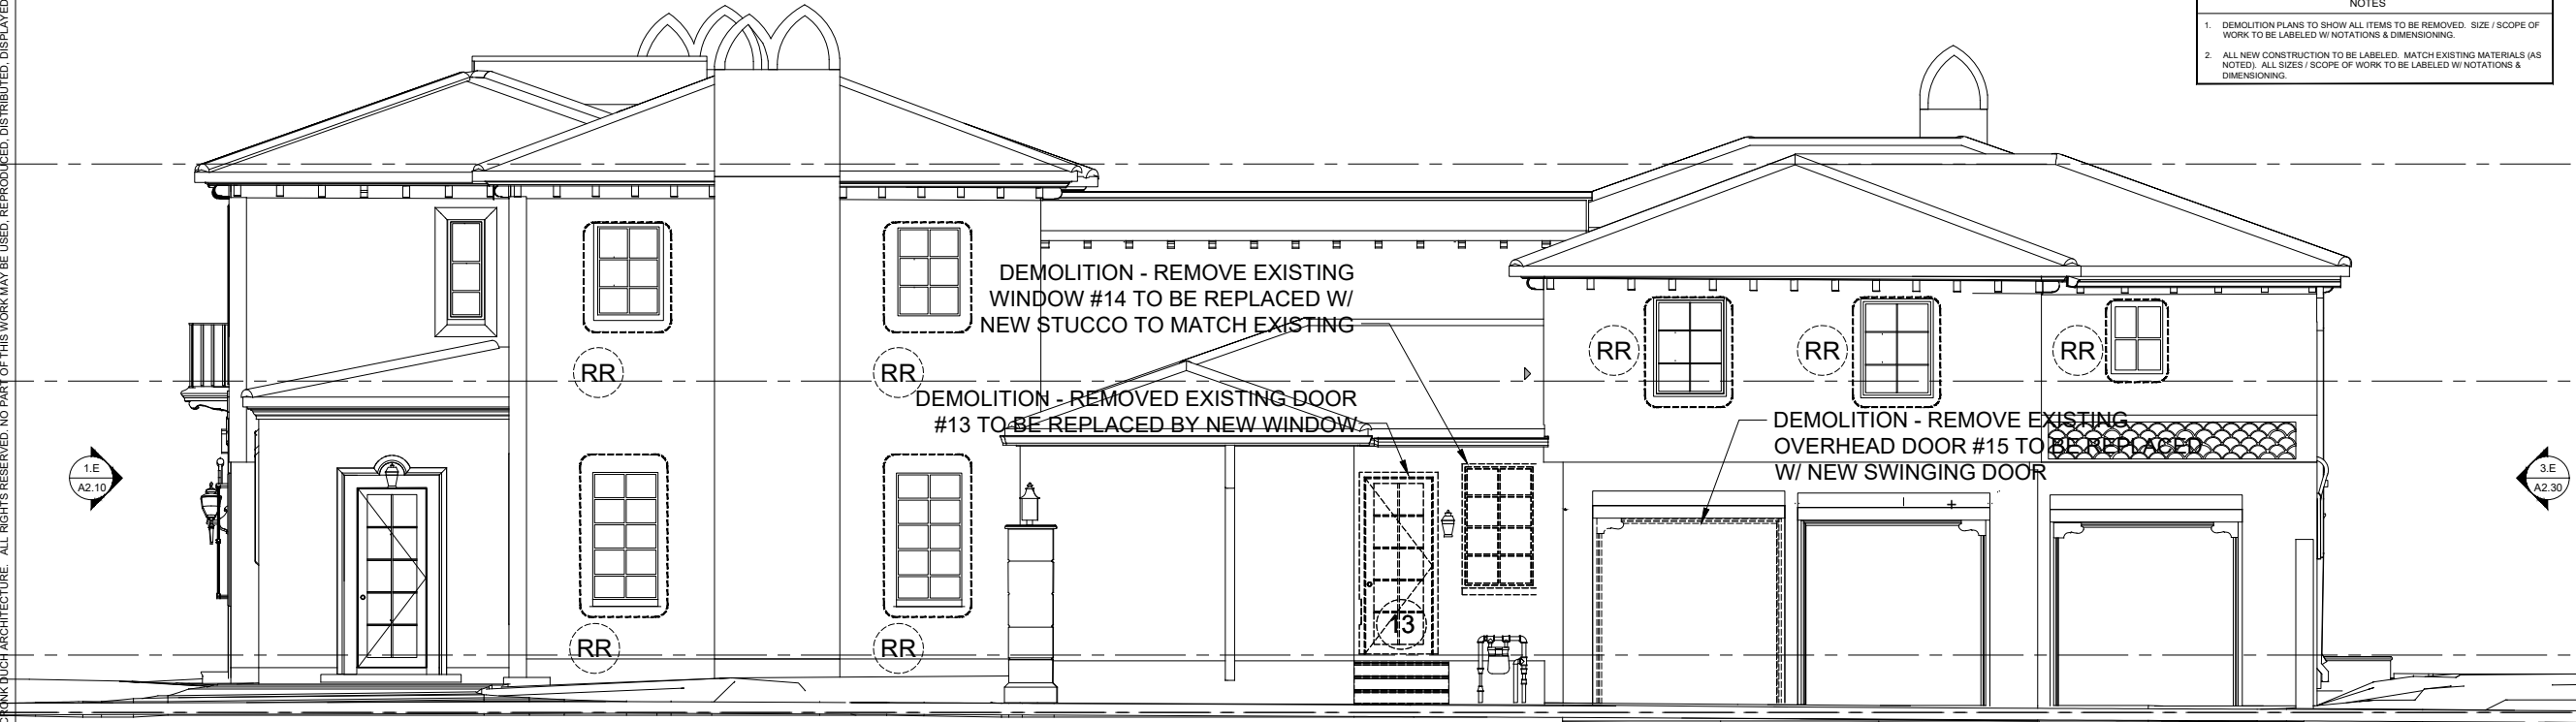 NOTES
1. DEMOLITION PLANS TO SHOW ALL ITEMS TO BE REMOVED. SIZE / SCOPE OF
WORK TO BE LABELED W/ NOTATIONS & DIMENSIONING.
2. ALL NEW CONSTRUCTION TO BE LABELED. MATCH EXISTING MATERIALS (AS
NOTED). ALL SIZES / SCOPE OF WORK TO BE LABELED W/ NOTATIONS &
DIMENSIONING.
DEMOLITION - REMOVE EXISTING
WINDOW #14 TO BE REPLACED W/
NEW STUCCO TO MATCH EXISTING
RR
RR
RR
RR
RR
DEMOLITION - REMOVED EXISTING DOOR
#13 TO BE REPLACED BY NEW WINDOW
DEMOLITION - REMOVE EXISTING
OVERHEAD DOOR #15 TO BE REPLACED
W/ NEW SWINGING DOOR
1.E
A2.10
3.E
A2.30
13
RR
RR
CRONK DUCH ARCHITECTURE. ALL RIGHTS RESERVED. NO PART OF THIS WORK MAY BE USED, REPRODUCED, DISTRIBUTED, DISPLAYED